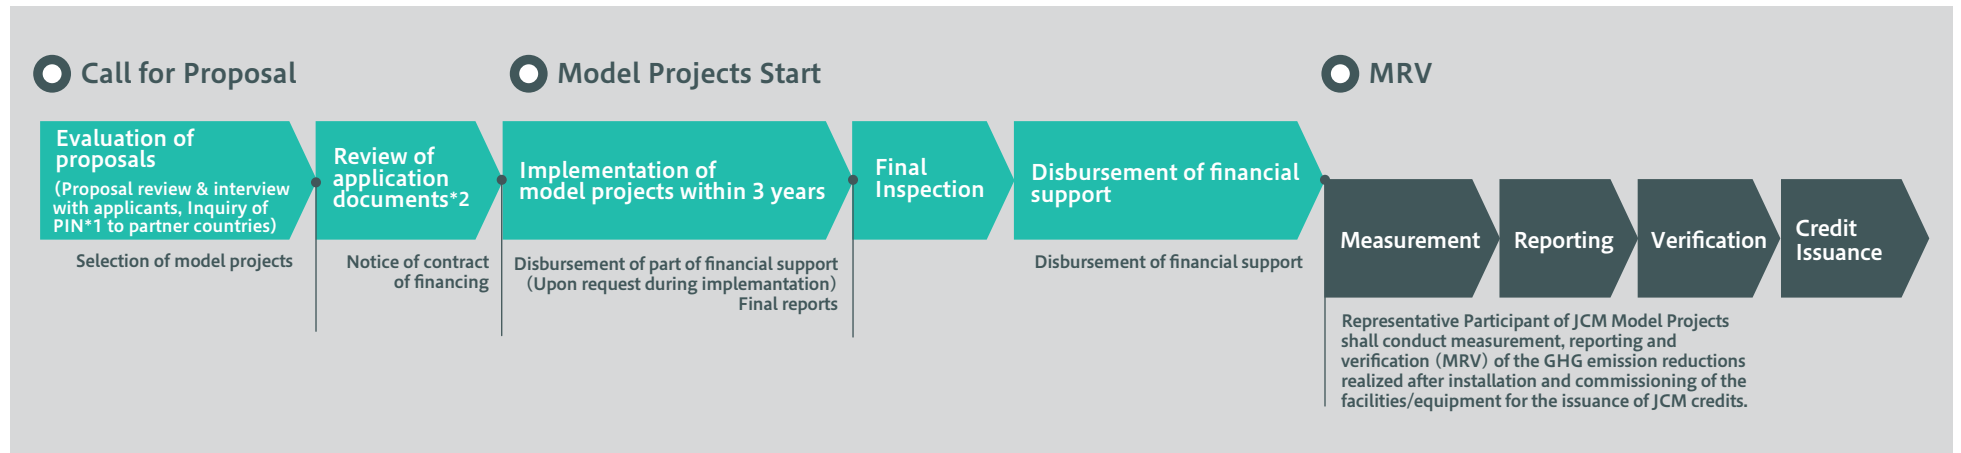 Call for Proposal
Model Projects Start
MRV
Evaluation of
proposals
(Proposal review & interview
with applicants, Inquiry of
PIN*1 to partner countries)
Selection of model projects
Review of
application
documents*2
Notice of contract
of financing
Implementation of
model projects within 3 years
Disbursement of part of financial support
(Upon request during implemantation)
Final reports
Final
Inspection
Disbursement of financial
support
Disbursement of financial support
Measurement
Reporting
Verification
Credit
Issuance
Representative Participant of JCM Model Projects
shall conduct measurement, reporting and
verification (MRV) of the GHG emission reductions
realized after installation and commissioning of the
facilities/equipment for the issuance of JCM credits.